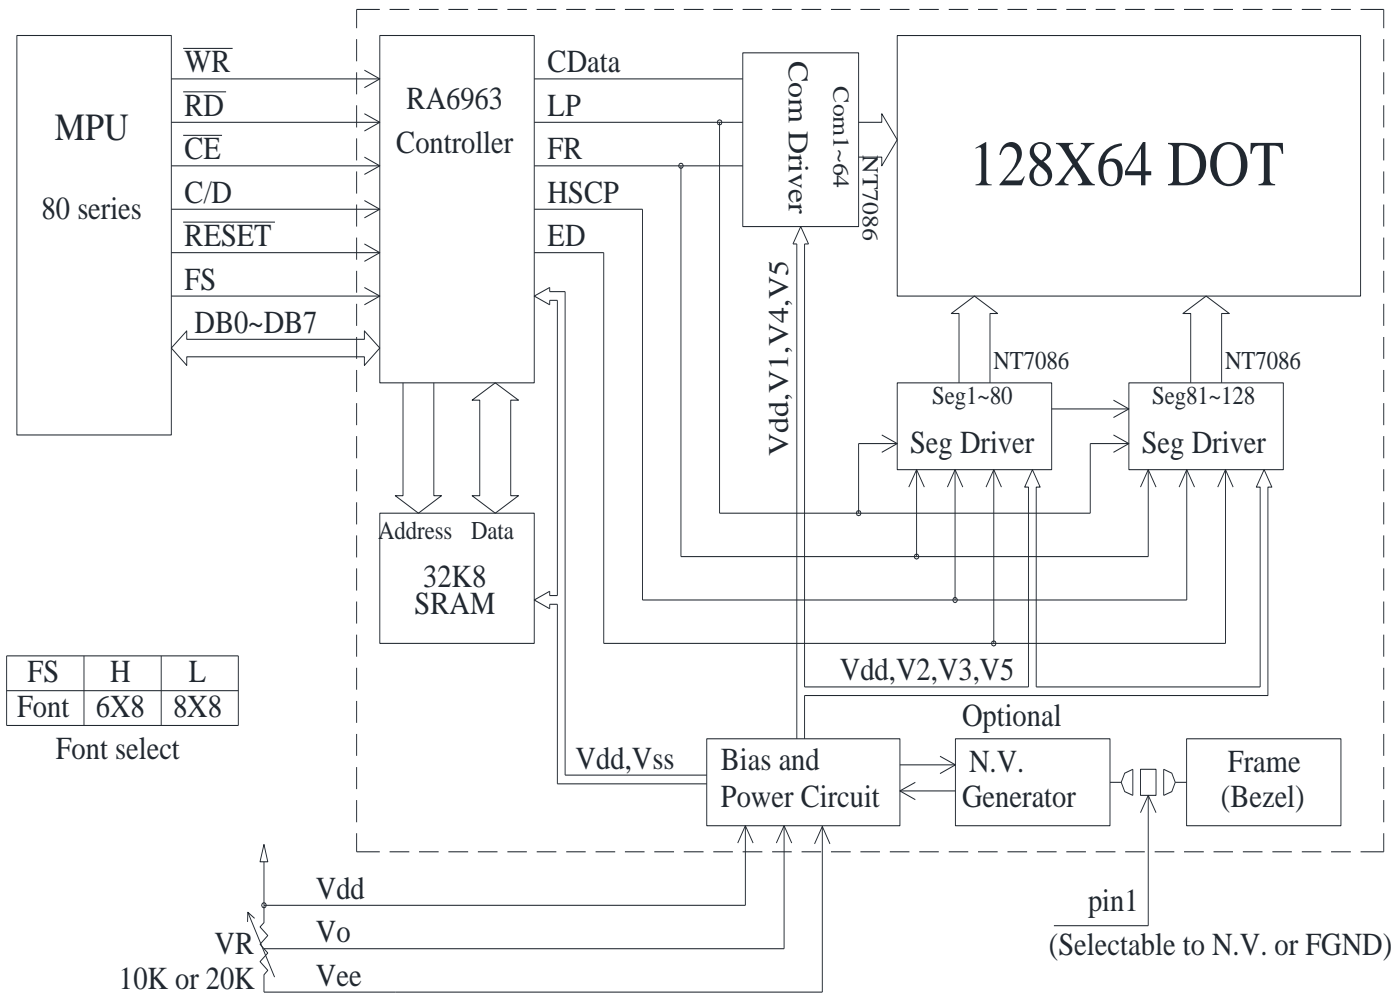 MPU
80 series
WR
RD
CE
C/D
RESET
FS
DB0~DB7
RA6963
Controller
CData
LP
FR
HSCP
ED
Com Driver
Com1~64
NT7086
128X64 DOT
Vdd,V1,V4,V5
NT7086
NT7086
Seg1~80
Seg Driver
Seg81~128
Seg Driver
Address Data
32K8
SRAM
FS H L
Font 6X8 8X8
Font select
Vdd,V2,V3,V5
Optional
Vdd,Vss
Bias and
Power Circuit
N.V.
Generator
Frame
(Bezel)
Vdd
Vo
Vee
VR
10K or 20K
pin1
(Selectable to N.V. or FGND)